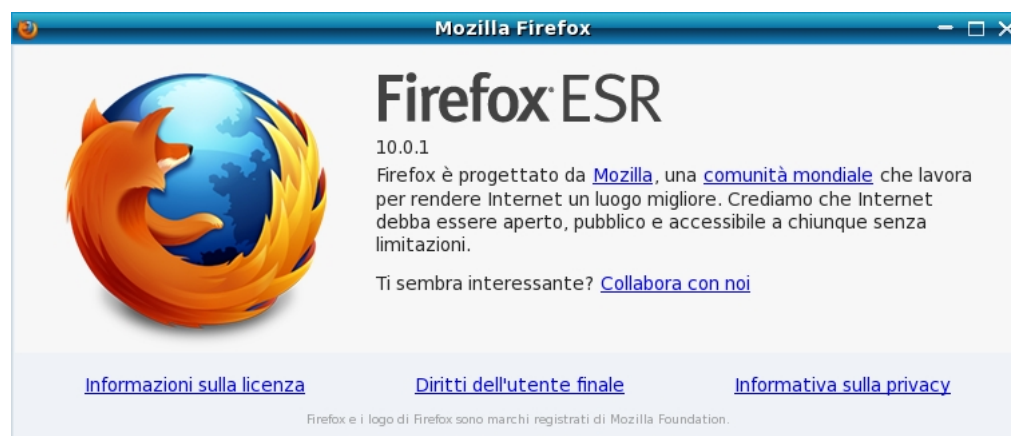 Mozilla Firefox
Firefox ESR
10.0.1
Firefox è progettato da Mozilla, una comunità mondiale che lavora
per rendere Internet un luogo migliore. Crediamo che Internet
debba essere aperto, pubblico e accessibile a chiunque senza
limitazioni.
Ti sembra interessante? Collabora con noi
Informazioni sulla licenza Diritti dell'utente finale Informativa sulla privacy
Firefox e i logo di Firefox sono marchi registrati di Mozilla Foundation.